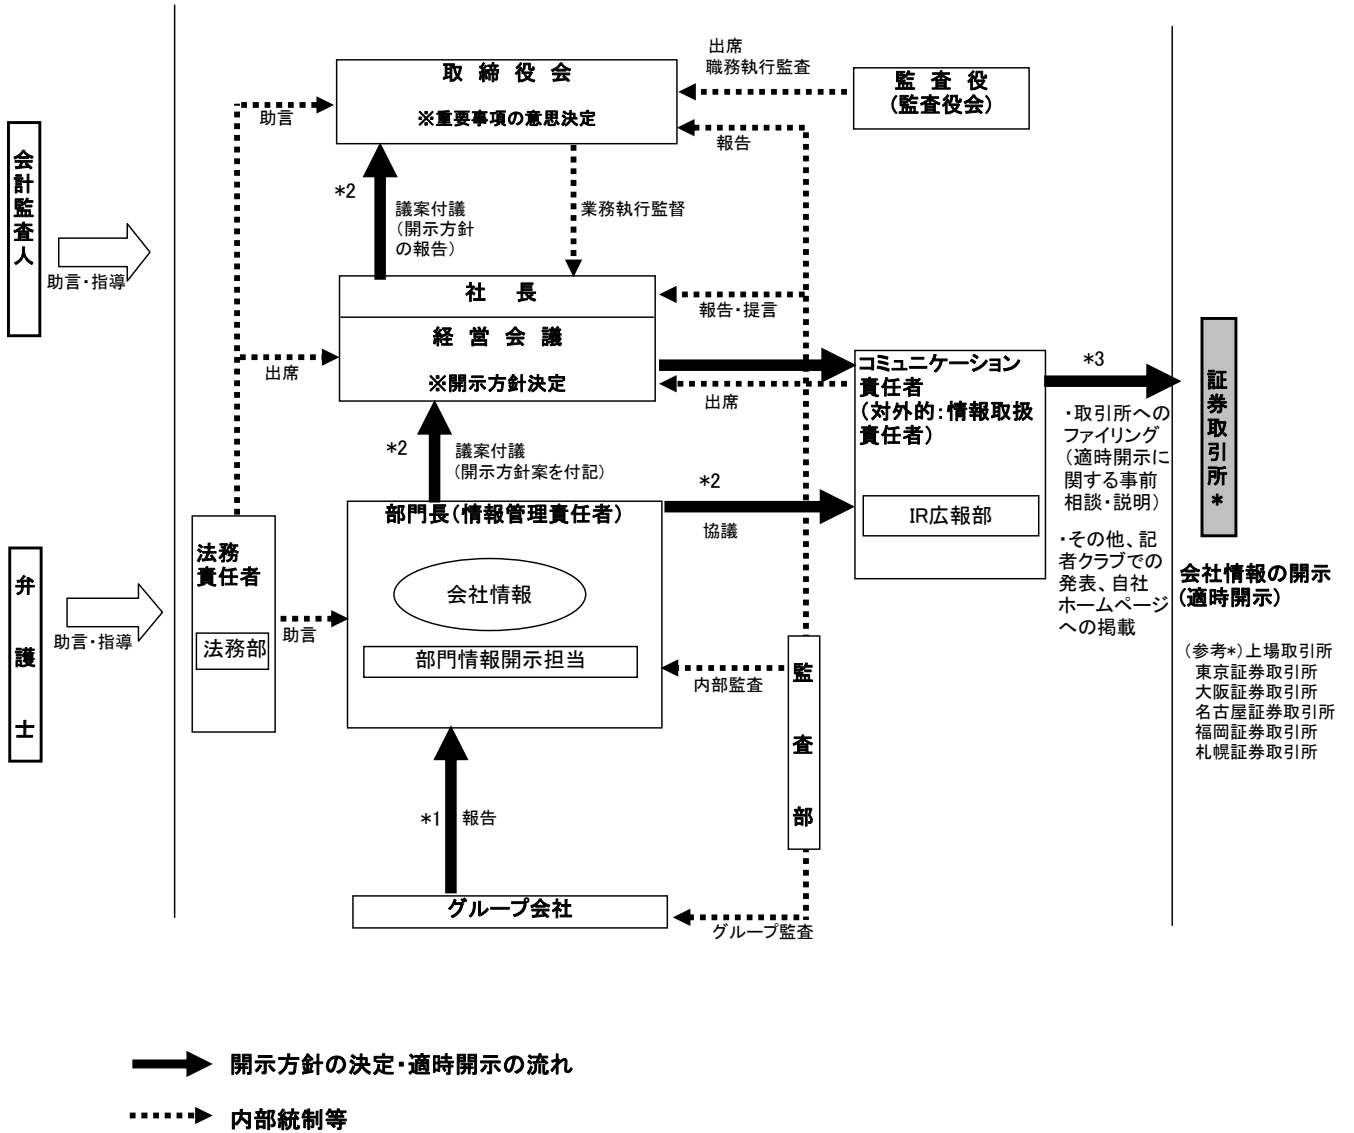 出席
職務執行監査
取締役会
※重要事項の意思決定
監査役
(監査役会)
助言
報告
会計監査人
助言･指導
*2
議案付議
(開示方針
の報告)
業務執行監督
社長
報告･提言
経営会議
※開示方針決定
出席
出席
コミュニケーション
責任者
(対外的:情報取扱
責任者)
IR広報部
*3
・取引所への
ファイリング
(適時開示に
関する事前
相談･説明)
・その他、記
者クラブでの
発表、自社
ホームページ
への掲載
証券取引所*
会社情報の開示
(適時開示)
(参考*)上場取引所
東京証券取引所
大阪証券取引所
名古屋証券取引所
福岡証券取引所
札幌証券取引所
*2
議案付議
(開示方針案を付記)
部門長(情報管理責任者)
会社情報
部門情報開示担当
*2
協議
弁護士
助言･指導
法務
責任者
法務部
助言
内部監査
監査部
*1
報告
グループ会社
グループ監査
開示方針の決定･適時開示の流れ
内部統制等